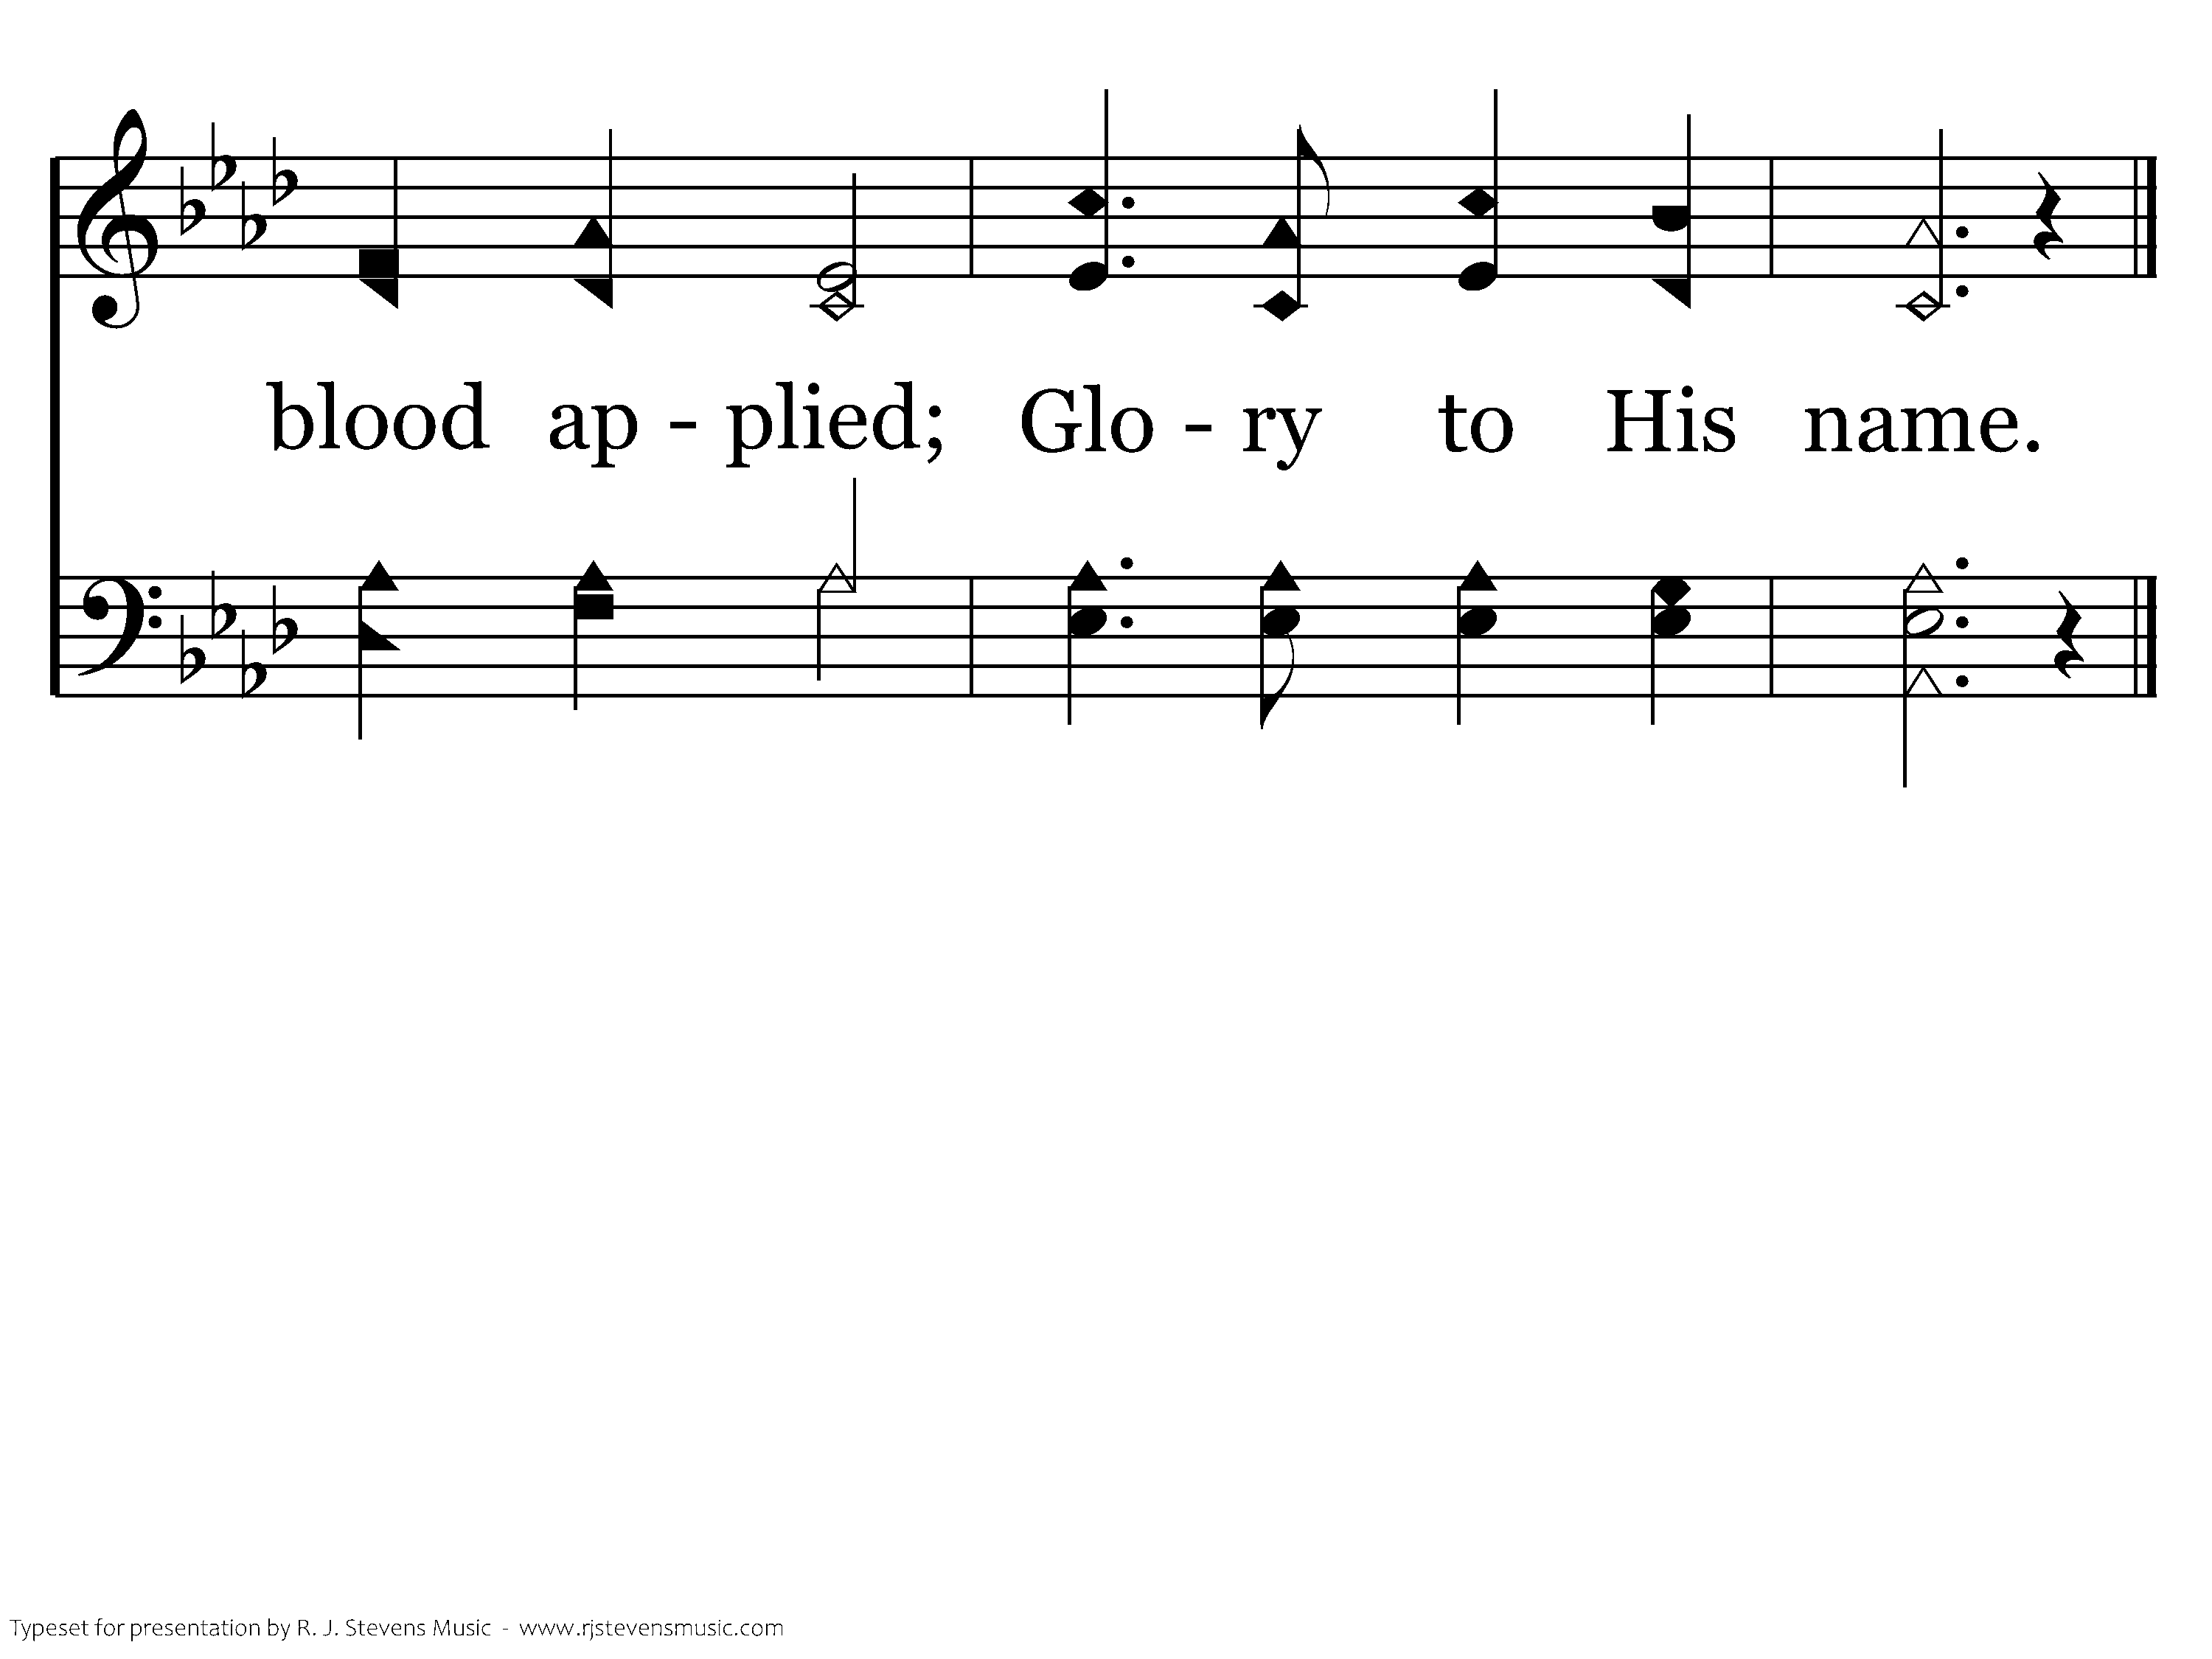 blood ap - plied; Glo - ry to His name.
Typeset for presentation by R. J. Stevens Music - www.rjstevensmusic.com